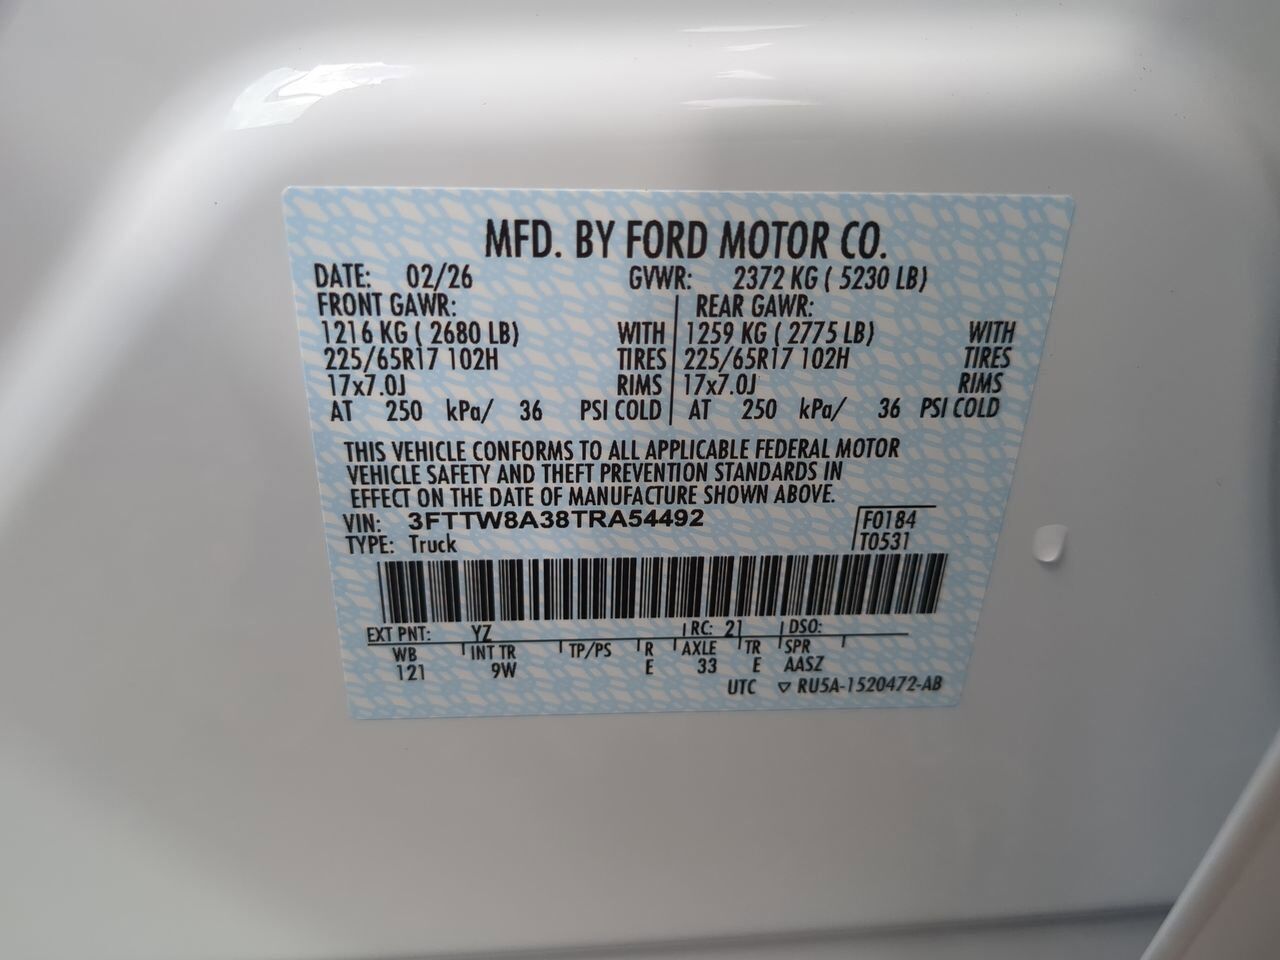 MFD. BY FORD MOTOR CO.
DATE: 02/26 GVWR: 2372 KG ( 5230 LB)
FRONT GAWR: REAR GAWR:
1216 KG ( 2680 LB) WITH 1259 KG ( 2775 LB) WITH
225/65R17 102H TIRES 225/65R17 102H TIRES
17x7.0J RIMS 17x7.0J RIMS
AT 250 kPa/ 36 PSI COLD AT 250 kPa/ 36 PSI COLD
THIS VEHICLE CONFORMS TO ALL APPLICABLE FEDERAL MOTOR
VEHICLE SAFETY AND THEFT PREVENTION STANDARDS IN
EFFECT ON THE DATE OF MANUFACTURE SHOWN ABOVE.
VIN: 3FTTW8A38TRA54492 F0184
TYPE: Truck T0531
EXT PNT: YZ RC: 21 DSO:
WB INT TR TP/PS R AXLE TR SPR
121 9W E 33 E AASZ
UTC ▽ RU5A-1520472-AB